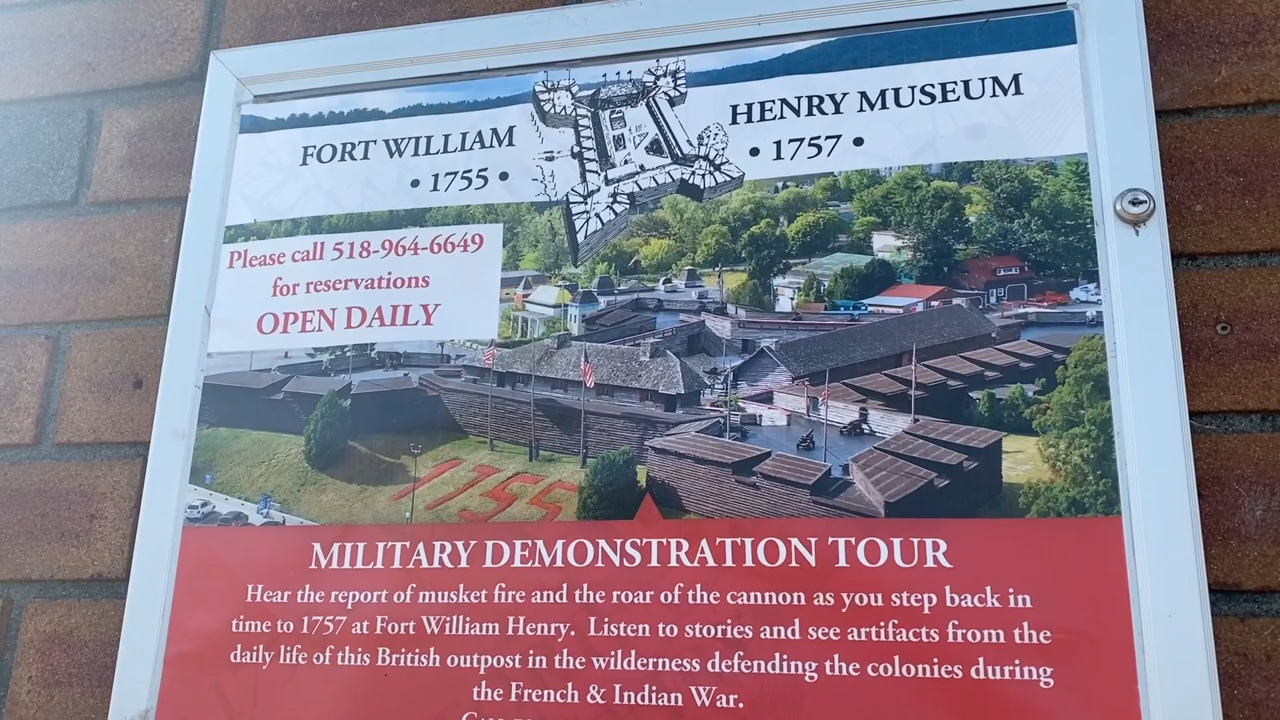 FORT WILLIAM HENRY MUSEUM
• 1755 • • 1757 •
Please call 518-964-6649
for reservations
OPEN DAILY
1755
MILITARY DEMONSTRATION TOUR
Hear the report of musket fire and the roar of the cannon as you step back in
time to 1757 at Fort William Henry. Listen to stories and see artifacts from the
daily life of this British outpost in the wilderness defending the colonies during
the French & Indian War.